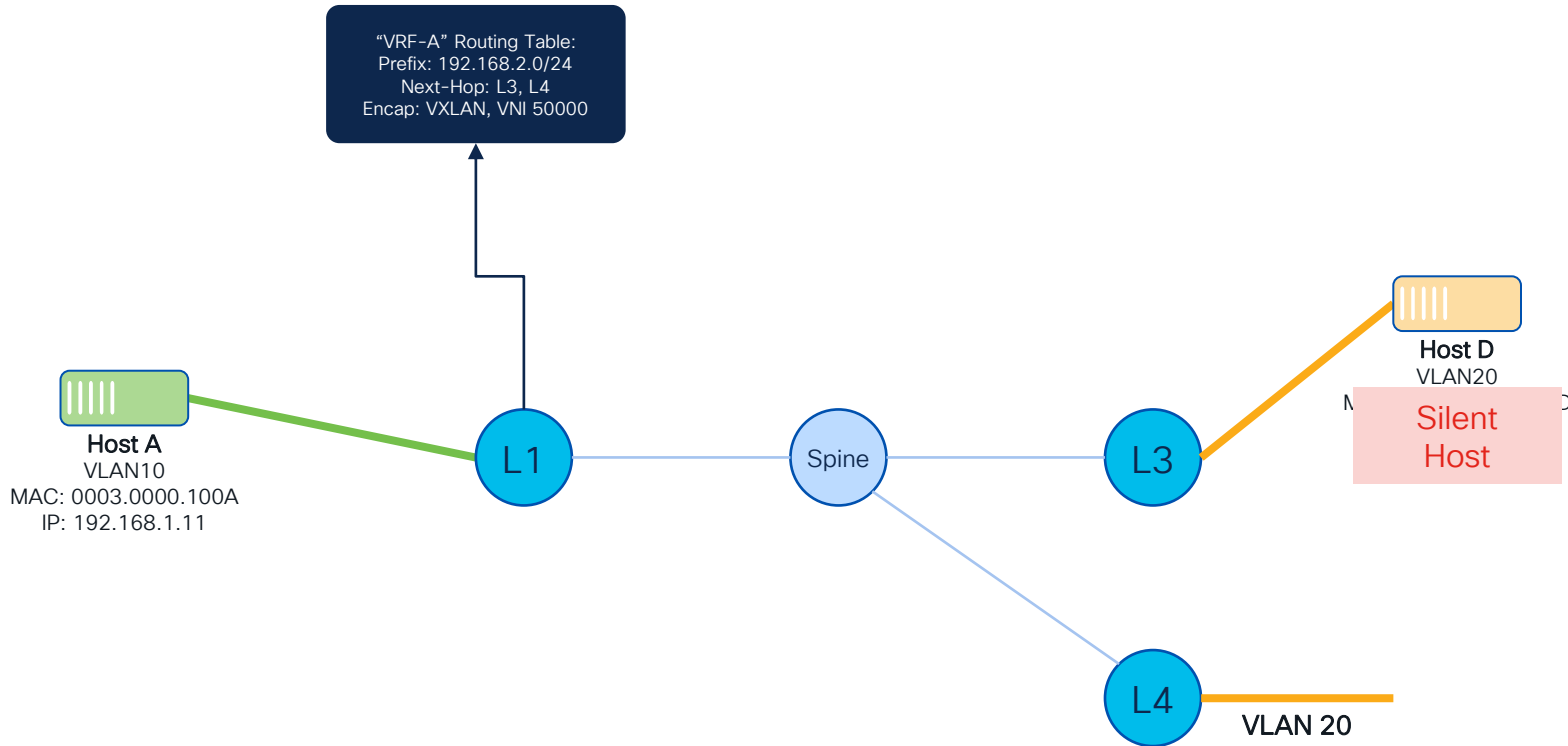 “VRF-A” Routing Table:
Prefix: 192.168.2.0/24
Next-Hop: L3, L4
Encap: VXLAN, VNI 50000
Host A
VLAN10
MAC: 0003.0000.100A
IP: 192.168.1.11
L1
Spine
L3
L4
VLAN 20
Host D
VLAN20
Silent
Host